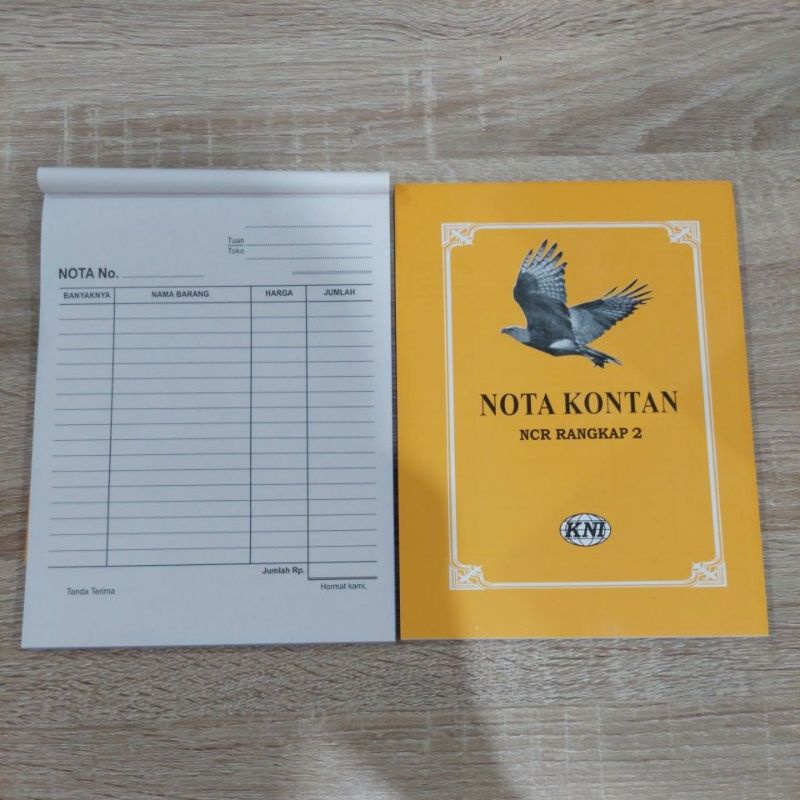 Tuan
Toko
NOTA No.
BANYAKNYA NAMA BARANG HARGA JUMLAH
Jumlah Rp.
Tanda Terima Hormat kami,
NOTA KONTAN
NCR RANGKAP 2
KNI